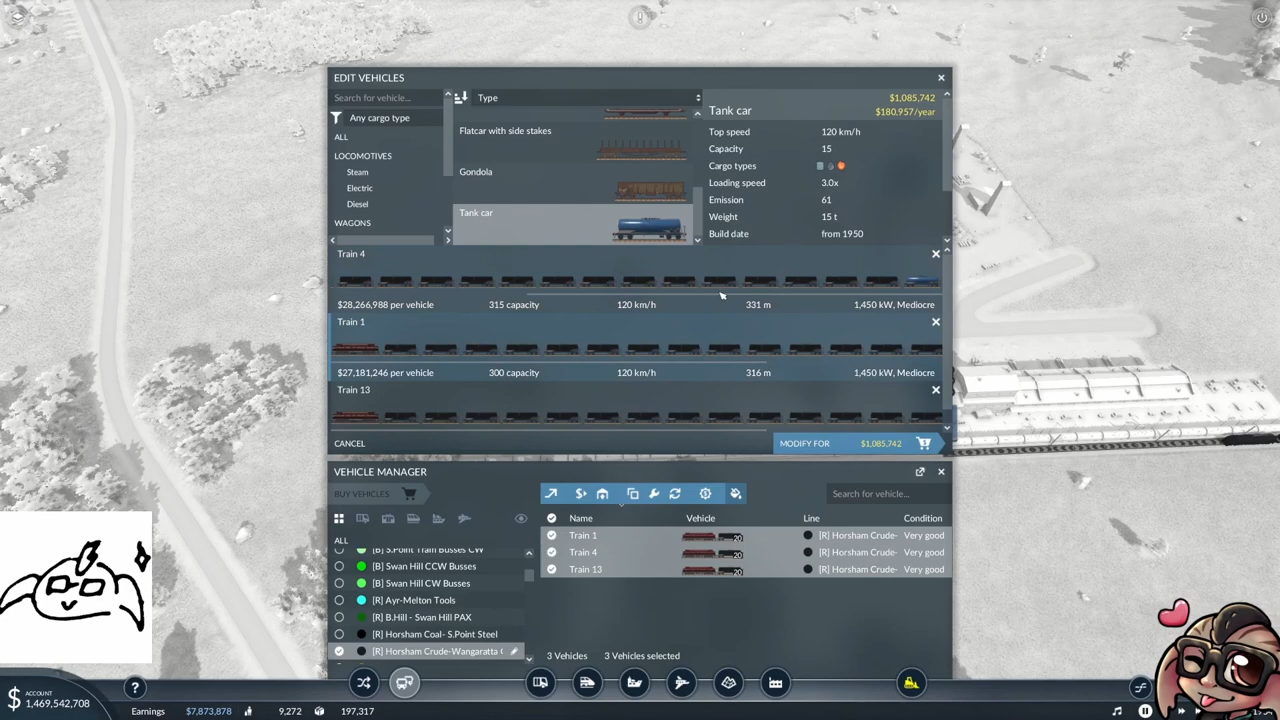 EDIT VEHICLES
Search for vehicle...
Type
$1,085,742
Any cargo type
Tank car
$180,957/year
ALL
Flatcar with side stakes
Top speed 120 km/h
LOCOMOTIVES
Capacity 15
Steam
Gondola
Cargo types
Electric
Loading speed 3.0x
Diesel
Emission 61
WAGONS
Tank car
Weight 15 t
Build date from 1950
Train 4
$28,266,988 per vehicle 315 capacity 120 km/h 331 m 1,450 kW, Mediocre
Train 1
$27,181,246 per vehicle 300 capacity 120 km/h 316 m 1,450 kW, Mediocre
Train 13
CANCEL
MODIFY FOR $1,085,742
VEHICLE MANAGER
BUY VEHICLES
Search for vehicle...
Name Vehicle Line Condition
ALL
Train 1 20 [R] Horsham Crude- Very good
[B] S.Point Tram Busses CW
Train 4 20 [R] Horsham Crude- Very good
[B] Swan Hill CCW Busses
Train 13 20 [R] Horsham Crude- Very good
[B] Swan Hill CW Busses
[R] Ayr-Melton Tools
[R] B.Hill - Swan Hill PAX
[R] Horsham Coal- S.Point Steel
[R] Horsham Crude-Wangaratta
3 Vehicles 3 Vehicles selected
$ ACCOUNT
1,469,542,708
?
Earnings $7,873,878 9,272 197,317